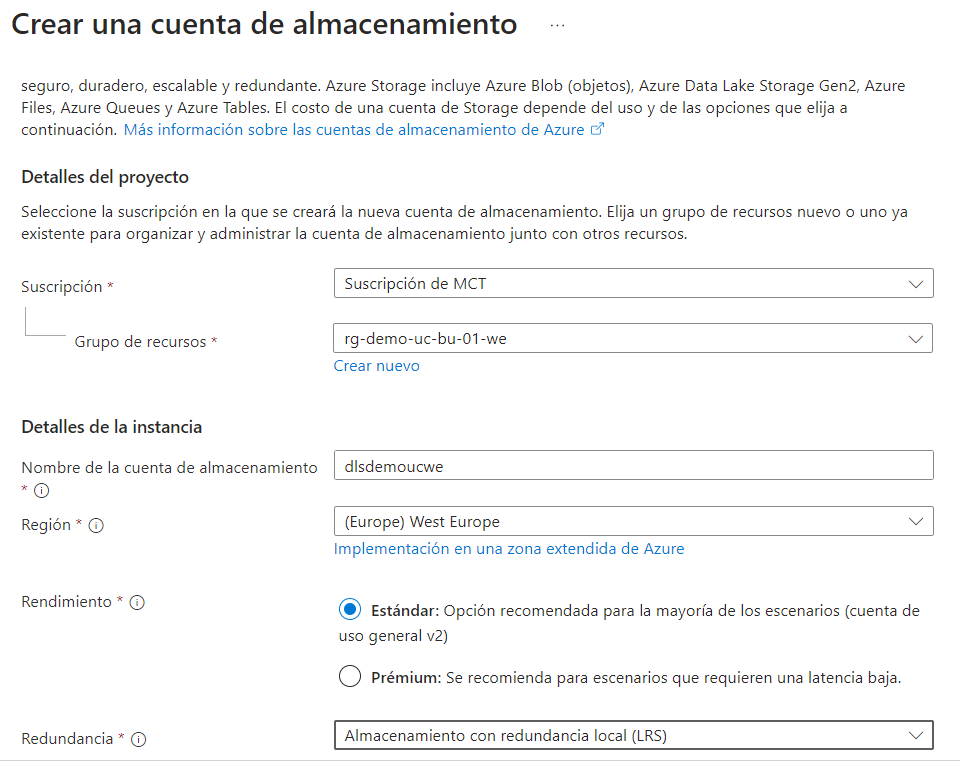 Crear una cuenta de almacenamiento ...
seguro, duradero, escalable y redundante. Azure Storage incluye Azure Blob (objetos), Azure Data Lake Storage Gen2, Azure
Files, Azure Queues y Azure Tables. El costo de una cuenta de Storage depende del uso y de las opciones que elija a
continuación. Más información sobre las cuentas de almacenamiento de Azure
Detalles del proyecto
Seleccione la suscripción en la que se creará la nueva cuenta de almacenamiento. Elija un grupo de recursos nuevo o uno ya
existente para organizar y administrar la cuenta de almacenamiento junto con otros recursos.
Suscripción *
Suscripción de MCT
Grupo de recursos *
rg-demo-uc-bu-01-we
Crear nuevo
Detalles de la instancia
Nombre de la cuenta de almacenamiento
*
dlsdemoucwe
Región *
(Europe) West Europe
Implementación en una zona extendida de Azure
Rendimiento *
Estándar: Opción recomendada para la mayoría de los escenarios (cuenta de
uso general v2)
Prémium: Se recomienda para escenarios que requieren una latencia baja.
Redundancia *
Almacenamiento con redundancia local (LRS)